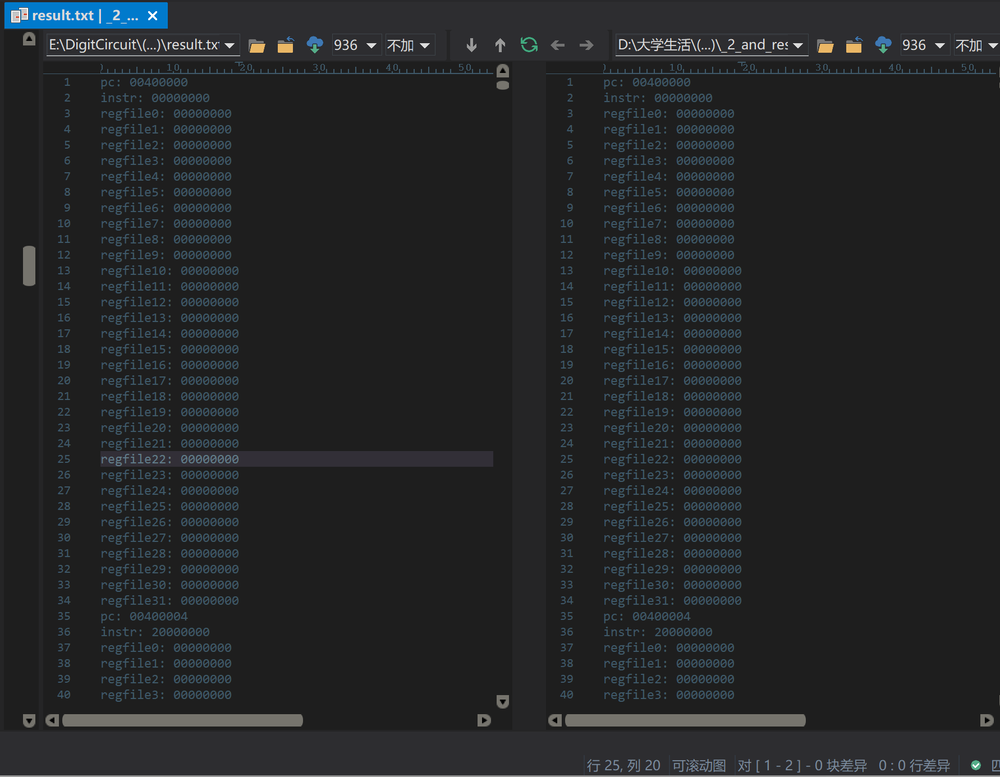 result.txt | _2_...
E:\DigitCircuit\(...)\result.tx
936
不加
D:\大学生活\(...)\_2_and_res
936
不加
0 10 20 30 40 50
1 pc: 00400000
2 instr: 00000000
3 regfile0: 00000000
4 regfile1: 00000000
5 regfile2: 00000000
6 regfile3: 00000000
7 regfile4: 00000000
8 regfile5: 00000000
9 regfile6: 00000000
10 regfile7: 00000000
11 regfile8: 00000000
12 regfile9: 00000000
13 regfile10: 00000000
14 regfile11: 00000000
15 regfile12: 00000000
16 regfile13: 00000000
17 regfile14: 00000000
18 regfile15: 00000000
19 regfile16: 00000000
20 regfile17: 00000000
21 regfile18: 00000000
22 regfile19: 00000000
23 regfile20: 00000000
24 regfile21: 00000000
25 regfile22: 00000000
26 regfile23: 00000000
27 regfile24: 00000000
28 regfile25: 00000000
29 regfile26: 00000000
30 regfile27: 00000000
31 regfile28: 00000000
32 regfile29: 00000000
33 regfile30: 00000000
34 regfile31: 00000000
35 pc: 00400004
36 instr: 20000000
37 regfile0: 00000000
38 regfile1: 00000000
39 regfile2: 00000000
40 regfile3: 00000000
0 10 20 30 40 50
1 pc: 00400000
2 instr: 00000000
3 regfile0: 00000000
4 regfile1: 00000000
5 regfile2: 00000000
6 regfile3: 00000000
7 regfile4: 00000000
8 regfile5: 00000000
9 regfile6: 00000000
10 regfile7: 00000000
11 regfile8: 00000000
12 regfile9: 00000000
13 regfile10: 00000000
14 regfile11: 00000000
15 regfile12: 00000000
16 regfile13: 00000000
17 regfile14: 00000000
18 regfile15: 00000000
19 regfile16: 00000000
20 regfile17: 00000000
21 regfile18: 00000000
22 regfile19: 00000000
23 regfile20: 00000000
24 regfile21: 00000000
25 regfile22: 00000000
26 regfile23: 00000000
27 regfile24: 00000000
28 regfile25: 00000000
29 regfile26: 00000000
30 regfile27: 00000000
31 regfile28: 00000000
32 regfile29: 00000000
33 regfile30: 00000000
34 regfile31: 00000000
35 pc: 00400004
36 instr: 20000000
37 regfile0: 00000000
38 regfile1: 00000000
39 regfile2: 00000000
40 regfile3: 00000000
行 25, 列 20 可滚动图 对 [ 1 - 2 ] - 0 块差异 0 : 0 行差异